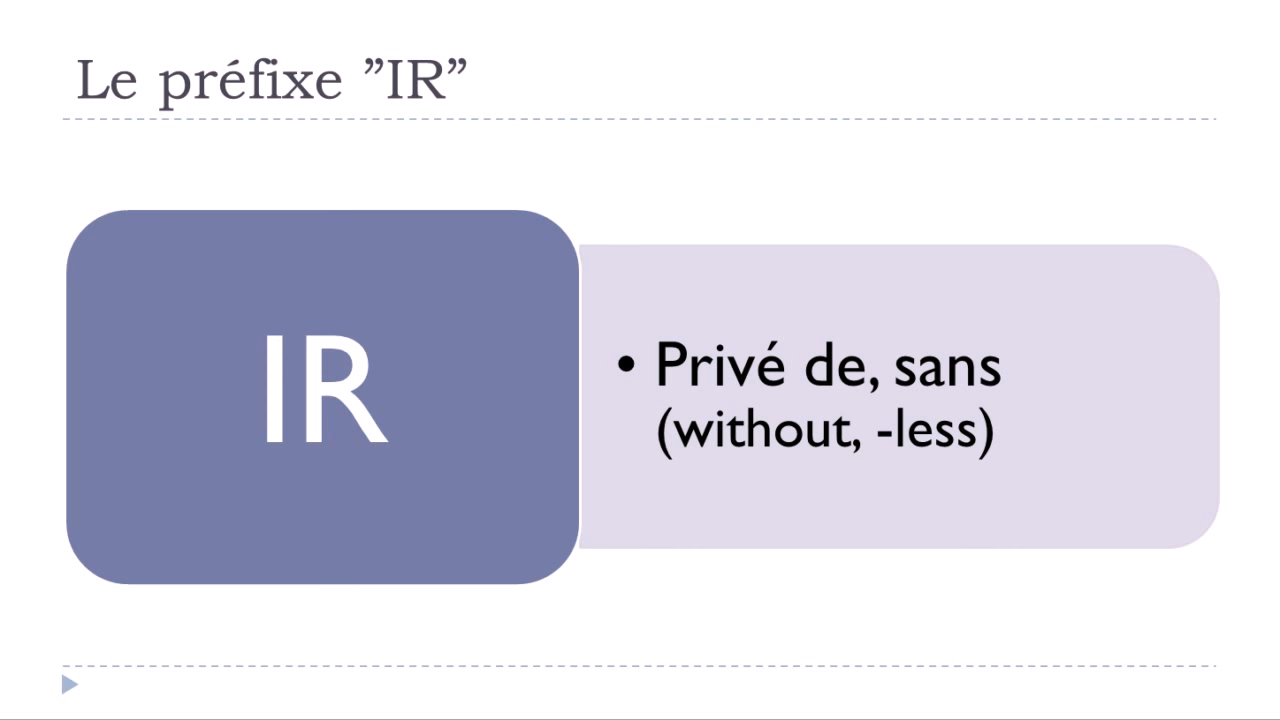 Le préfixe ”IR”
IR
• Privé de, sans
(without, -less)